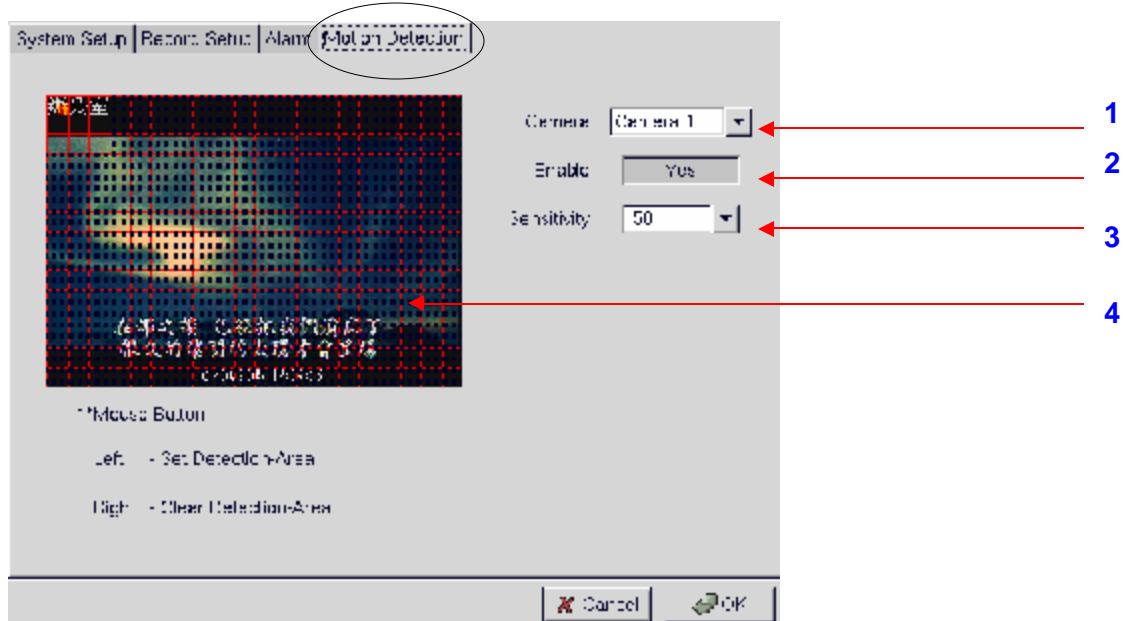 System Setup Record Setup Alarm Motion Detection
Camera Camera 1
1
Enable Yes
2
Sensitivity 50
3
4
**Mouse Button
Left - Set Detection-Area
Right - Clear Detection-Area
Cancel OK